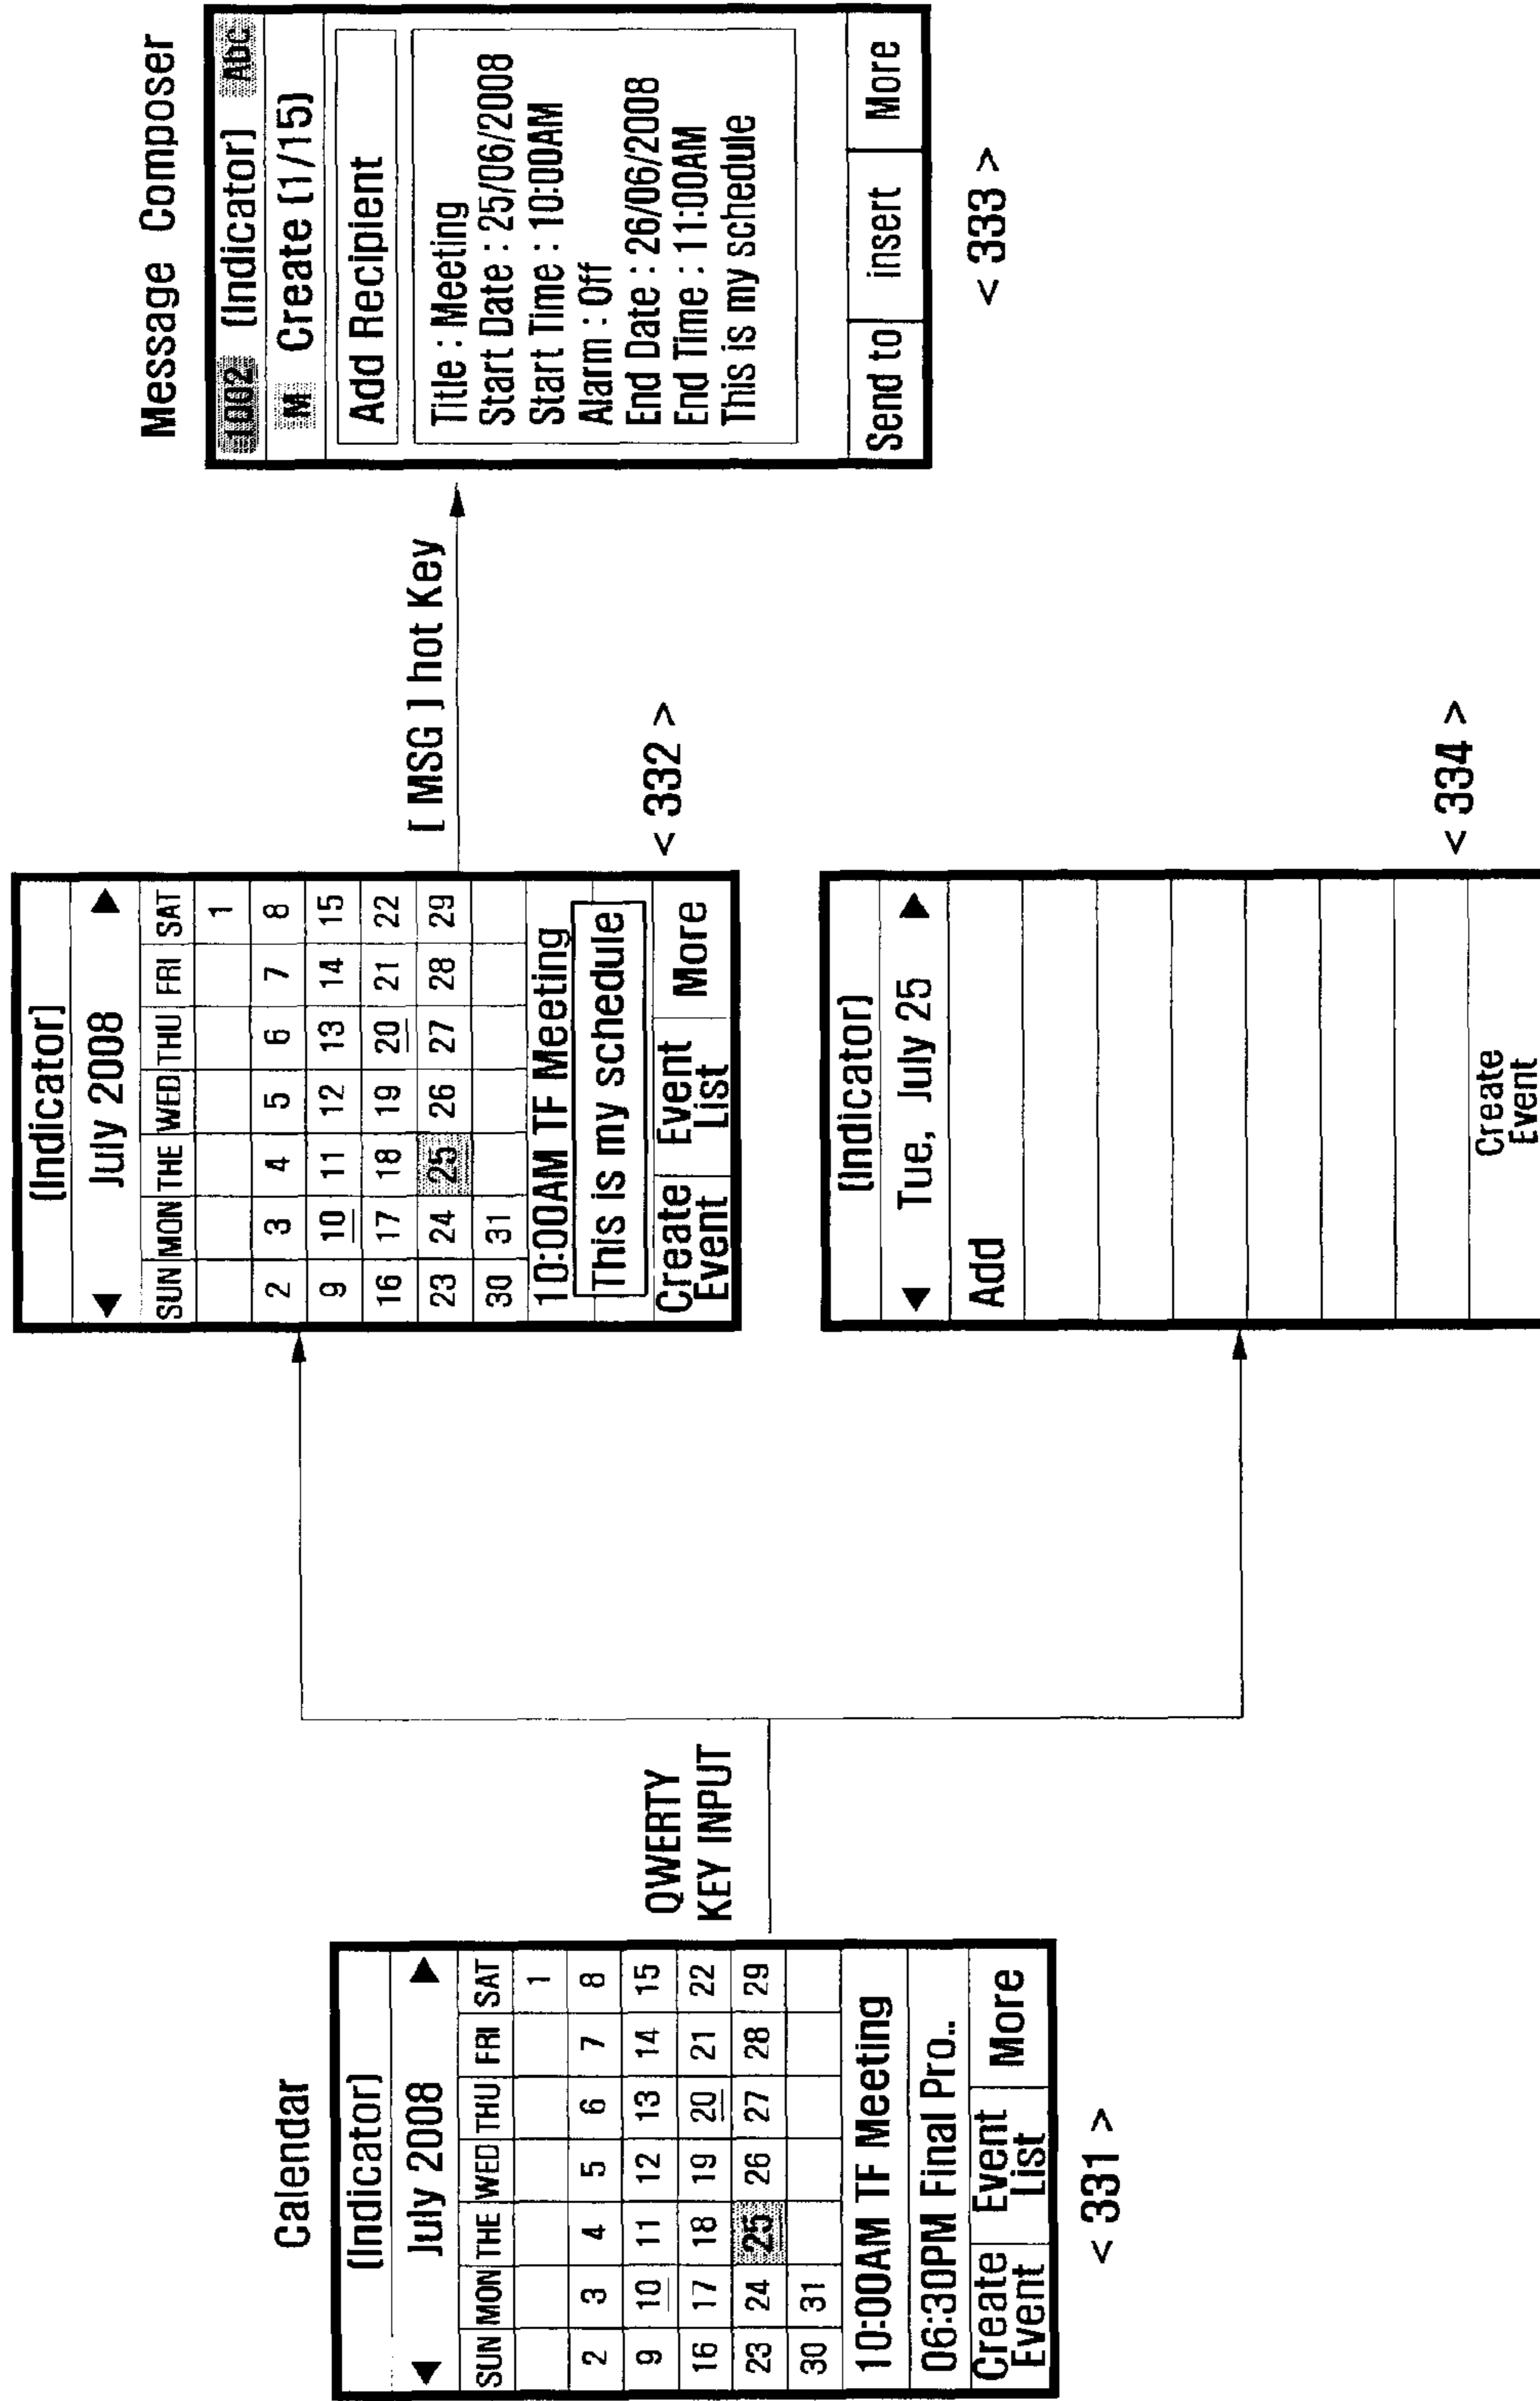 Calendar
(Indicator)
◀ July 2008 ▶
SUN MON THE WED THU FRI SAT
1
2 3 4 5 6 7 8
9 10 11 12 13 14 15
16 17 18 19 20 21 22
23 24 25 26 27 28 29
30 31
10:00AM TF Meeting
06:30PM Final Pro..
Create Event
Event List
More
< 331 >
QWERTY
KEY INPUT
(Indicator)
◀ July 2008 ▶
SUN MON THE WED THU FRI SAT
1
2 3 4 5 6 7 8
9 10 11 12 13 14 15
16 17 18 19 20 21 22
23 24 25 26 27 28 29
30 31
10:00AM TF Meeting
This is my schedule
Create Event
Event List
More
< 332 >
[ MSG ] hot Key
Message Composer
1002 (Indicator) Abc
M Create (1/15)
Add Recipient
Title : Meeting
Start Date : 25/06/2008
Start Time : 10:00AM
Alarm : Off
End Date : 26/06/2008
End Time : 11:00AM
This is my schedule
Send to insert More
< 333 >
(Indicator)
◀ Tue, July 25 ▶
Add
Create
Event
< 334 >